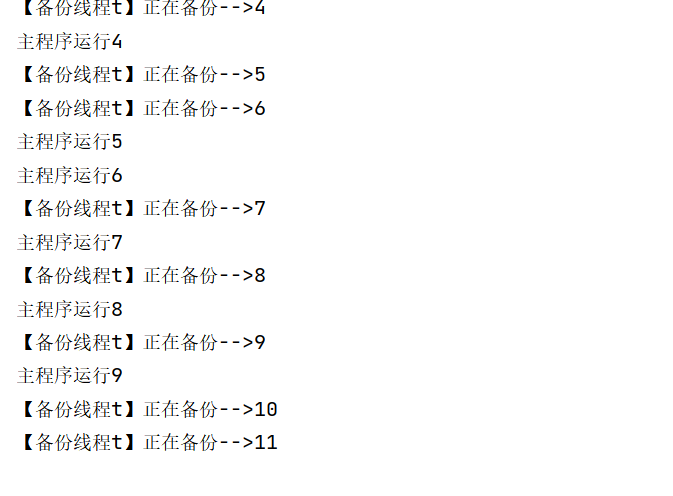 【备份线程t】正在备份-->4
主程序运行4
【备份线程t】正在备份-->5
【备份线程t】正在备份-->6
主程序运行5
主程序运行6
【备份线程t】正在备份-->7
主程序运行7
【备份线程t】正在备份-->8
主程序运行8
【备份线程t】正在备份-->9
主程序运行9
【备份线程t】正在备份-->10
【备份线程t】正在备份-->11